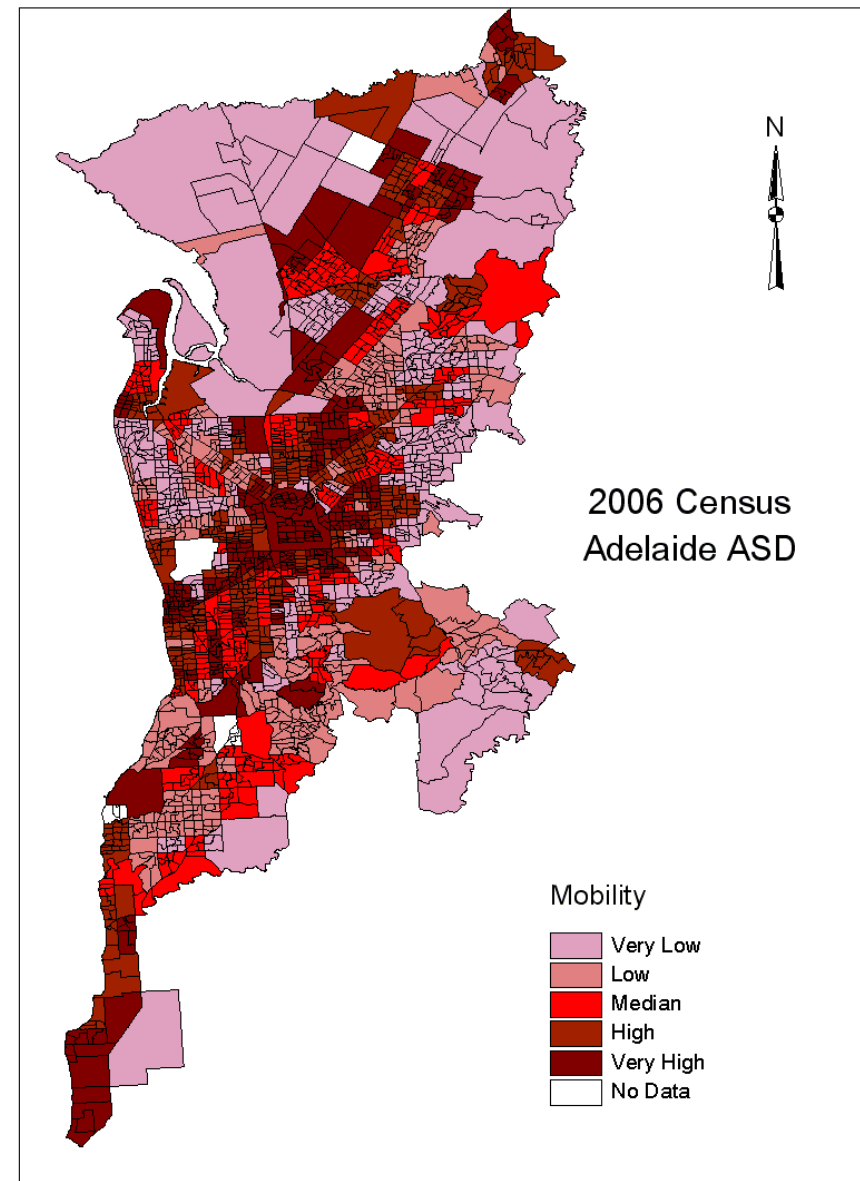 N
2006 Census
Adelaide ASD
Mobility
Very Low
Low
Median
High
Very High
No Data